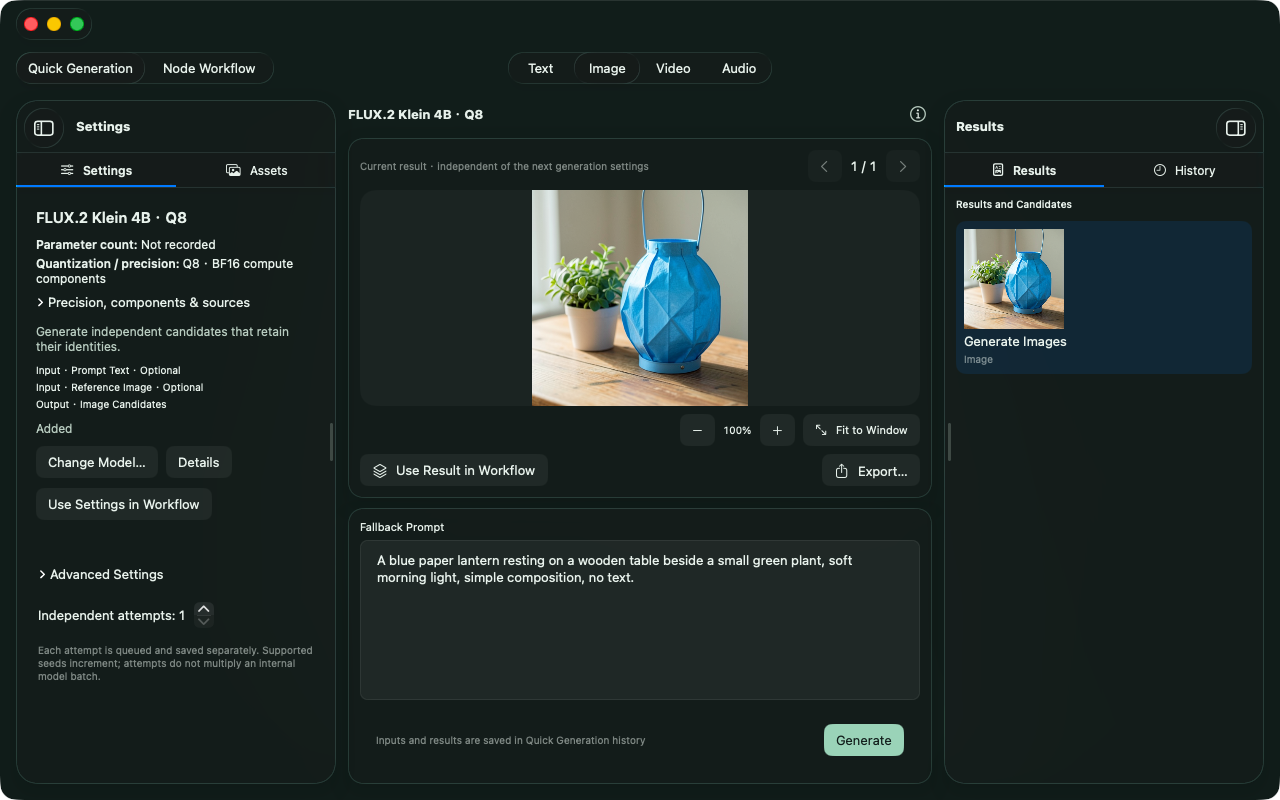 Quick Generation
Node Workflow
Text
Image
Video
Audio
Settings
Settings
Assets
FLUX.2 Klein 4B · Q8
Parameter count: Not recorded
Quantization / precision: Q8 · BF16 compute
components
Precision, components & sources
Generate independent candidates that retain
their identities.
Input · Prompt Text · Optional
Input · Reference Image · Optional
Output · Image Candidates
Added
Change Model...
Details
Use Settings in Workflow
Advanced Settings
Independent attempts: 1
Each attempt is queued and saved separately. Supported
seeds increment; attempts do not multiply an internal
model batch.
FLUX.2 Klein 4B · Q8
Current result · independent of the next generation settings
1 / 1
100%
Fit to Window
Use Result in Workflow
Export...
Fallback Prompt
A blue paper lantern resting on a wooden table beside a small green plant, soft
morning light, simple composition, no text.
Inputs and results are saved in Quick Generation history
Generate
Results
Results
History
Results and Candidates
Generate Images
Image